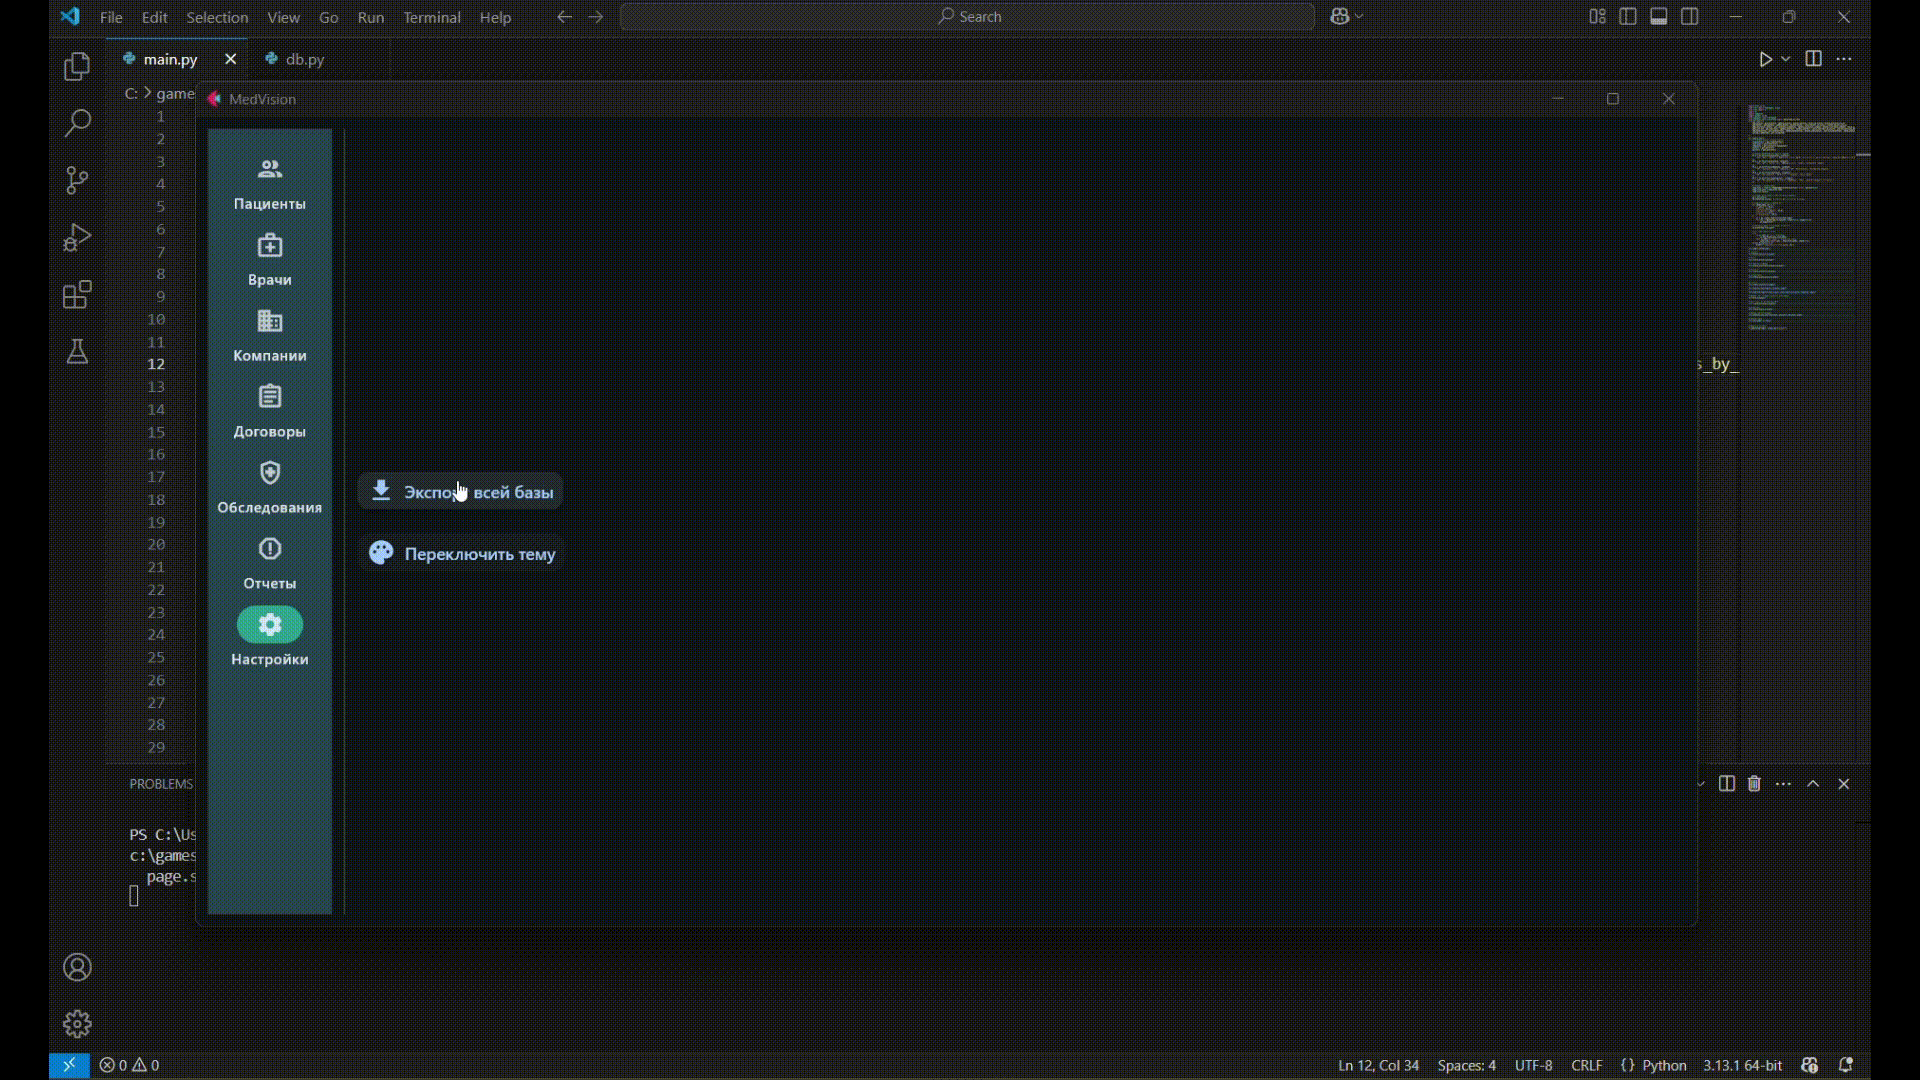 File Edit Selection View Go Run Terminal Help
Search
main.py
db.py
C: > game
MedVision
1
2
3
4
5
6
7
8
9
10
11
12
13
14
15
16
17
18
19
20
21
22
23
24
25
26
27
28
29
Пациенты
Врачи
Компании
Договоры
Обследования
Отчеты
Настройки
всей базы
Переключить тему
s_by_
PROBLEMS
PS C:\Us
c:\games
page.s
0 0
Ln 12, Col 34 Spaces: 4 UTF-8 CRLF {} Python 3.13.1 64-bit